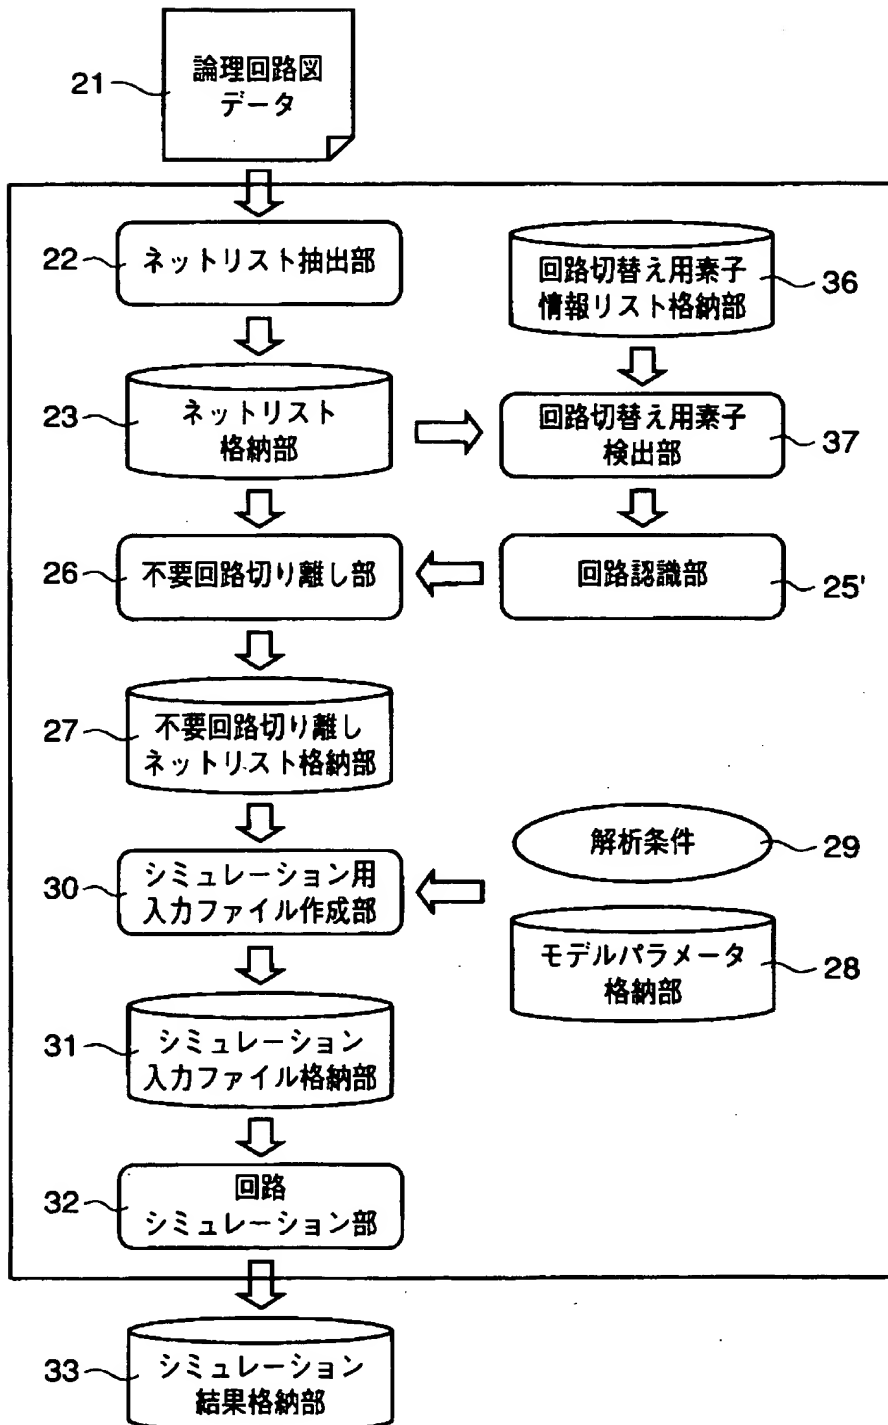 論理回路図
データ
21
ネットリスト抽出部
22
回路切替え用素子
情報リスト格納部
36
ネットリスト
格納部
23
回路切替え用素子
検出部
37
不要回路切り離し部
26
回路認識部
25'
不要回路切り離し
ネットリスト格納部
27
解析条件
29
シミュレーション用
入力ファイル作成部
30
モデルパラメータ
格納部
28
シミュレーション
入力ファイル格納部
31
回路
シミュレーション部
32
シミュレーション
結果格納部
33